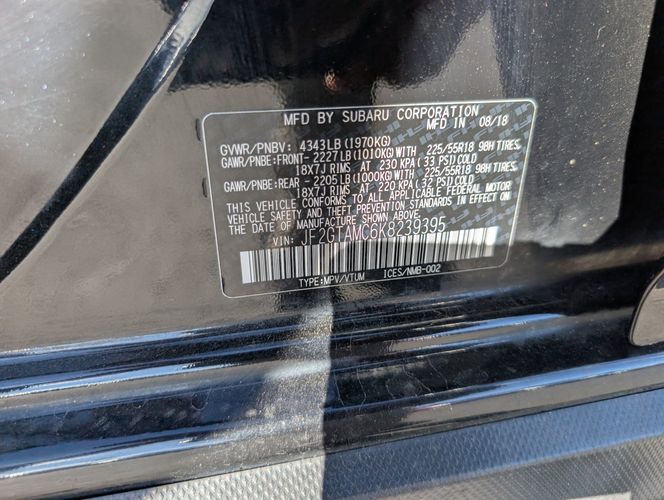 MFD BY SUBARU CORPORATION
MFD IN 08/18
GVWR/PNBV: 4343LB (1970KG)
GAWR/PNBE:FRONT- 2227LB (1010KG) WITH 225/55R18 98H TIRES,
18X7J RIMS AT 230 KPA (33 PSI) COLD
GAWR/PNBE:REAR - 2205LB (1000KG) WITH 225/55R18 98H TIRES,
18X7J RIMS AT 220 KPA (32 PSI) COLD
THIS VEHICLE CONFORMS TO ALL APPLICABLE FEDERAL MOTOR
VEHICLE SAFETY AND THEFT PREVENTION STANDARDS IN EFFECT ON
THE DATE OF MANUFACTURE SHOWN ABOVE.
VIN: JF2GTAMC6K8239395
TYPE:MPV/VTUM ICES/NMB-002